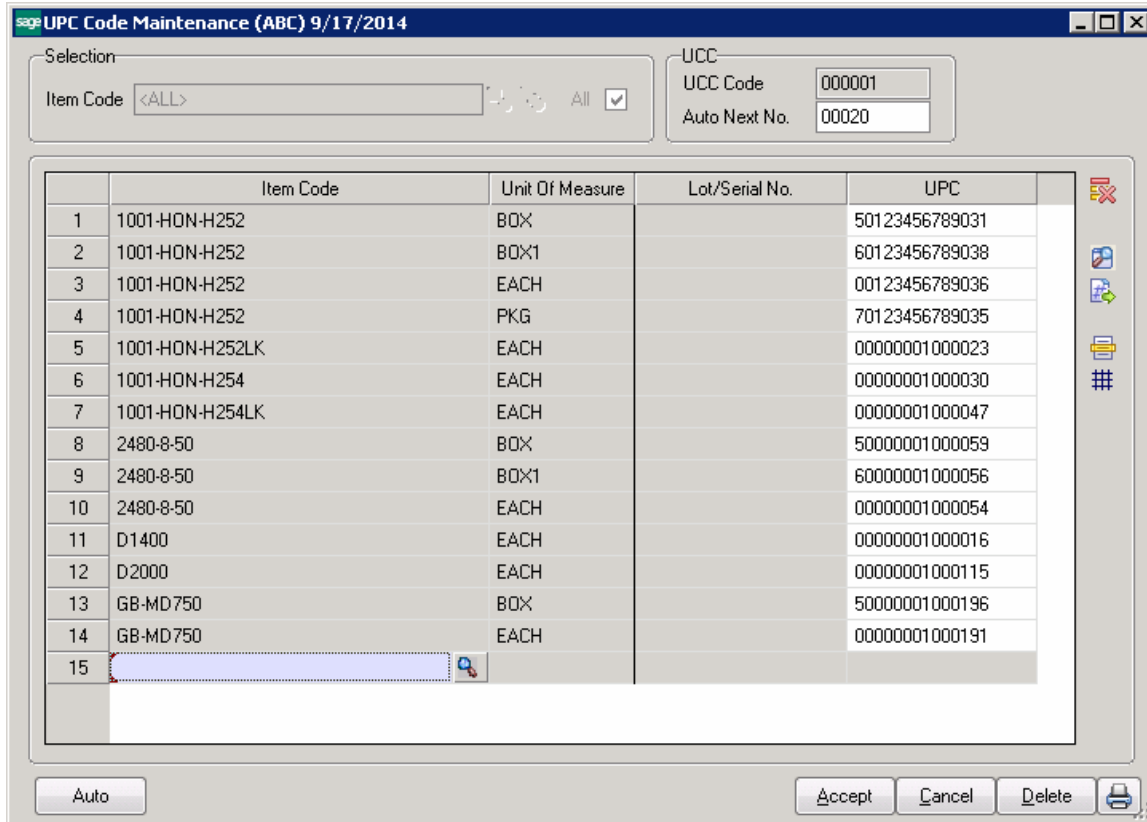 sage UPC Code Maintenance (ABC) 9/17/2014
Selection
Item Code <ALL> All
UCC
UCC Code 000001
Auto Next No. 00020
Item Code Unit Of Measure Lot/Serial No. UPC
1 1001-HON-H252 BOX 50123456789031
2 1001-HON-H252 BOX1 60123456789038
3 1001-HON-H252 EACH 00123456789036
4 1001-HON-H252 PKG 70123456789035
5 1001-HON-H252LK EACH 00000001000023
6 1001-HON-H254 EACH 00000001000030
7 1001-HON-H254LK EACH 00000001000047
8 2480-8-50 BOX 50000001000059
9 2480-8-50 BOX1 60000001000056
10 2480-8-50 EACH 00000001000054
11 D1400 EACH 00000001000016
12 D2000 EACH 00000001000115
13 GB-MD750 BOX 50000001000196
14 GB-MD750 EACH 00000001000191
15
Auto Accept Cancel Delete